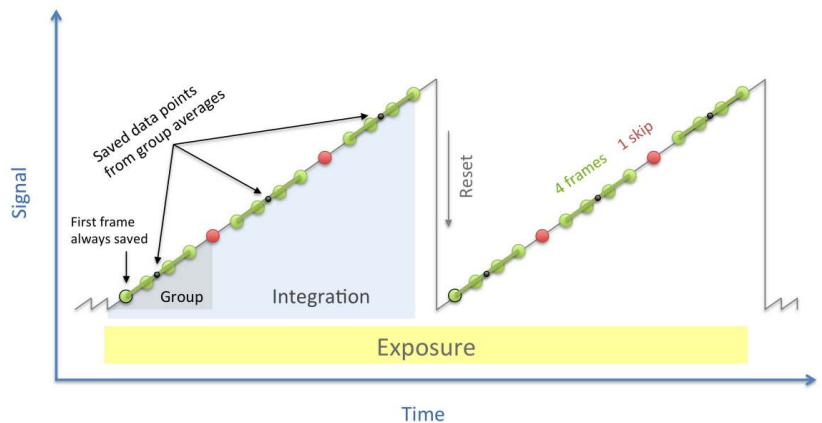 Saved data points
from group averages
First frame
always saved
Group
Integration
Reset
4 frames
1 skip
Exposure
Signal
Time